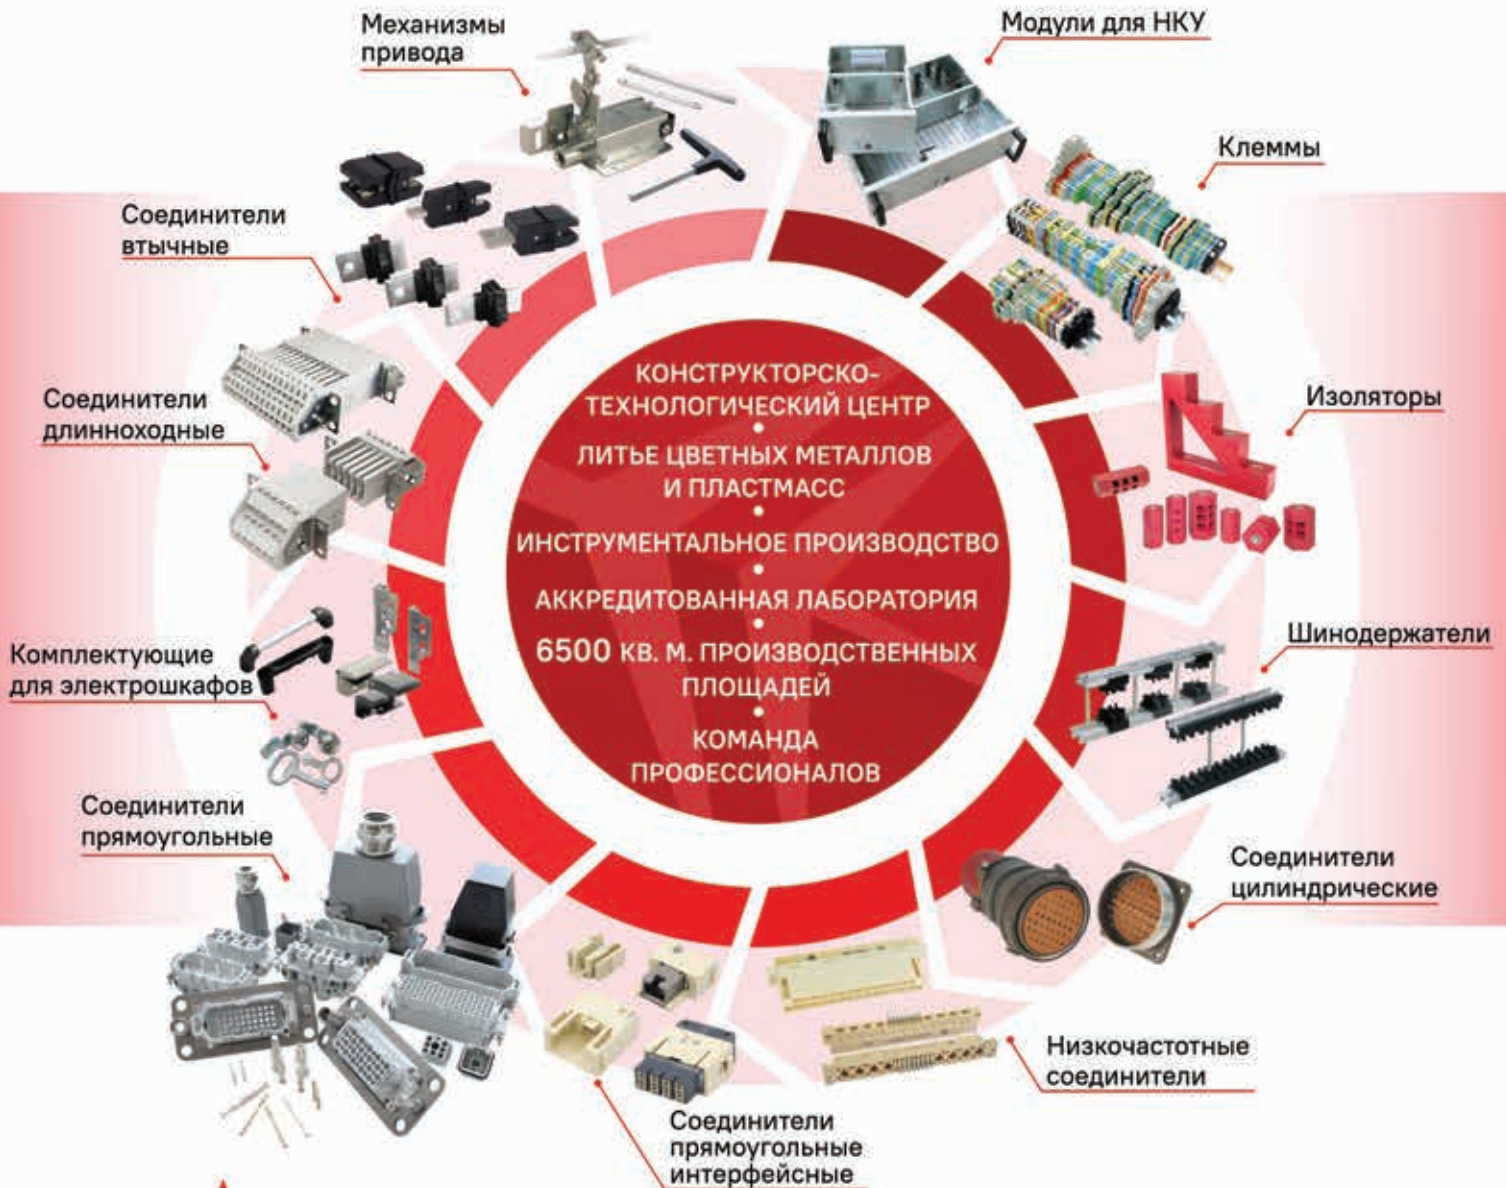 Механизмы
привода
Модули для НКУ
Клеммы
Соединители
втычные
Соединители
длинноходные
Изоляторы
КОНСТРУКТОРСКО-
ТЕХНОЛОГИЧЕСКИЙ ЦЕНТР
ЛИТЬЕ ЦВЕТНЫХ МЕТАЛЛОВ
И ПЛАСТМАСС
ИНСТРУМЕНТАЛЬНОЕ ПРОИЗВОДСТВО
АККРЕДИТОВАННАЯ ЛАБОРАТОРИЯ
6500 КВ. М. ПРОИЗВОДСТВЕННЫХ
ПЛОЩАДЕЙ
КОМАНДА
ПРОФЕССИОНАЛОВ
Комплектующие
для электрошкафов
Шинодержатели
Соединители
прямоугольные
Соединители
цилиндрические
Низкочастотные
соединители
Соединители
прямоугольные
интерфейсные